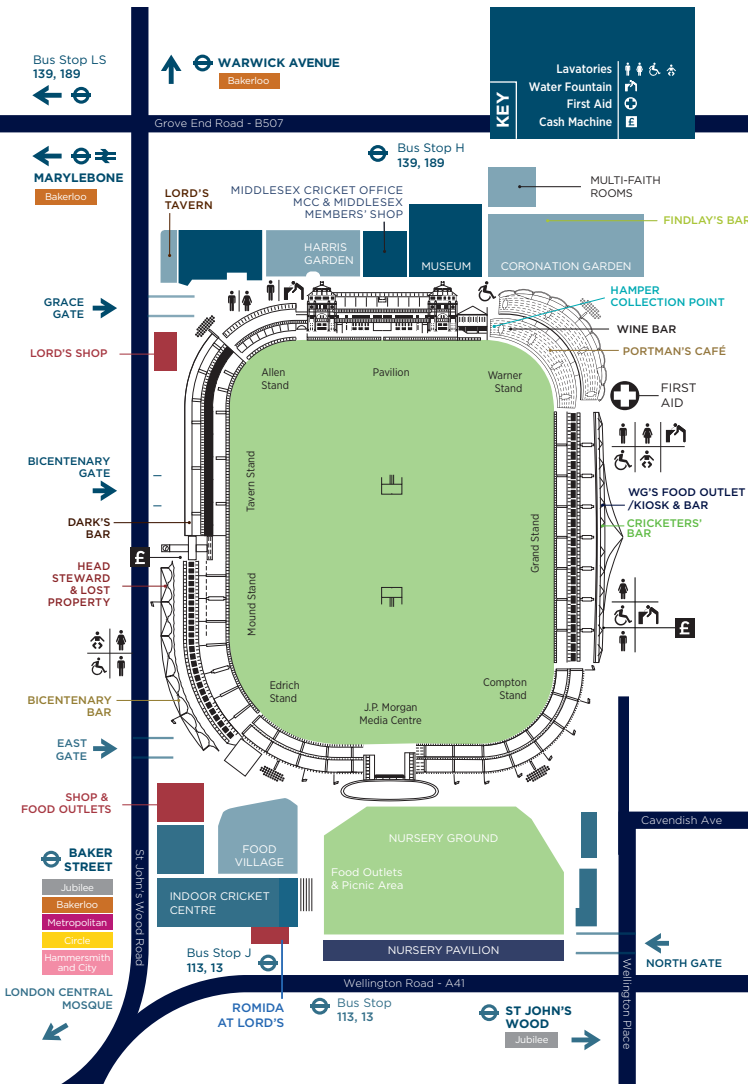 Bus Stop LS
139, 189
WARWICK AVENUE
Bakerloo
KEY
Lavatories
Water Fountain
First Aid
Cash Machine
£
Grove End Road - B507
MARYLEBONE
Bakerloo
Bus Stop H
139, 189
LORD'S
TAVERN
MIDDLESEX CRICKET OFFICE
MCC & MIDDLESEX
MEMBERS' SHOP
MULTI-FAITH
ROOMS
FINDLAY'S BAR
HARRIS
GARDEN
MUSEUM
CORONATION GARDEN
GRACE
GATE
HAMPER
COLLECTION POINT
WINE BAR
PORTMAN'S CAFÉ
LORD'S SHOP
Allen
Stand
Pavilion
Warner
Stand
FIRST
AID
BICENTENARY
GATE
Tavern Stand
Grand Stand
WG'S FOOD OUTLET
/KIOSK & BAR
CRICKETERS'
BAR
DARK'S
BAR
£
HEAD
STEWARD
& LOST
PROPERTY
Mound Stand
£
BICENTENARY
BAR
Edrich
Stand
J.P. Morgan
Media Centre
Compton
Stand
EAST
GATE
SHOP &
FOOD OUTLETS
Cavendish Ave
BAKER
STREET
Jubilee
Bakerloo
Metropolitan
Circle
Hammersmith
and City
St John's Wood Road
FOOD
VILLAGE
NURSERY GROUND
Food Outlets
& Picnic Area
INDOOR CRICKET
CENTRE
NURSERY PAVILION
Bus Stop J
113, 13
NORTH GATE
Wellington Road - A41
Wellington Place
LONDON CENTRAL
MOSQUE
ROMIDA
AT LORD'S
Bus Stop
113, 13
ST JOHN'S
WOOD
Jubilee